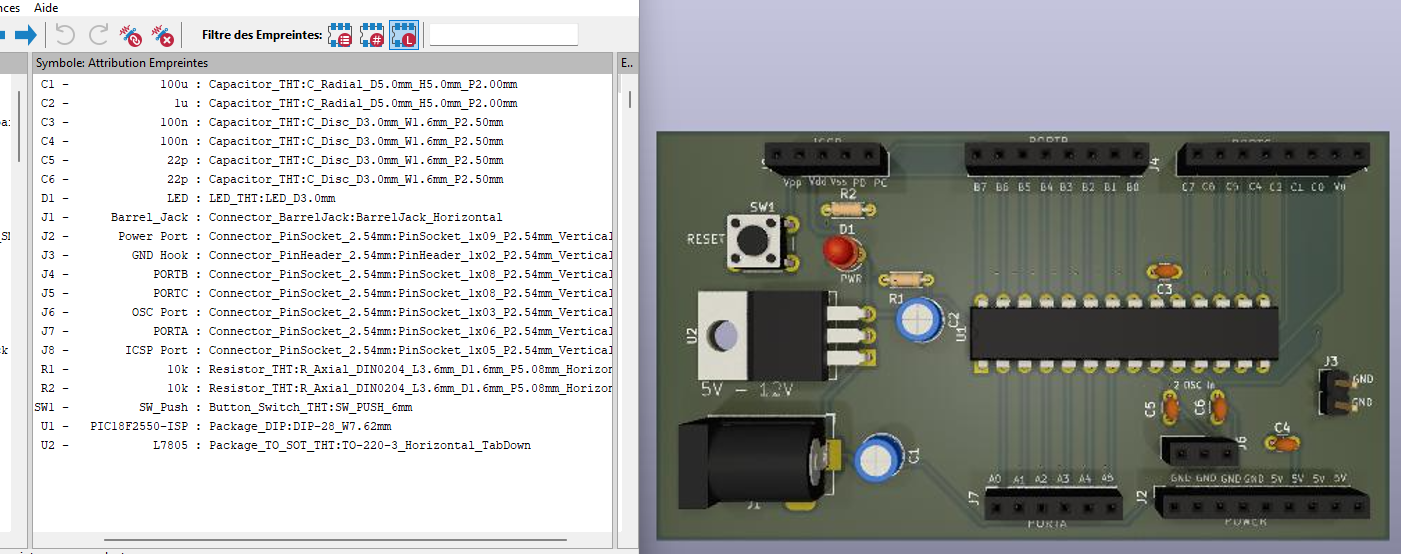 nces Aide
Filtre des Empreintes:
Symbole: Attribution Empreintes
E..
C1 - 100u : Capacitor_THT:C_Radial_D5.0mm_H5.0mm_P2.00mm
C2 - 1u : Capacitor_THT:C_Radial_D5.0mm_H5.0mm_P2.00mm
C3 - 100n : Capacitor_THT:C_Disc_D3.0mm_W1.6mm_P2.50mm
C4 - 100n : Capacitor_THT:C_Disc_D3.0mm_W1.6mm_P2.50mm
C5 - 22p : Capacitor_THT:C_Disc_D3.0mm_W1.6mm_P2.50mm
C6 - 22p : Capacitor_THT:C_Disc_D3.0mm_W1.6mm_P2.50mm
D1 - LED : LED_THT:LED_D3.0mm
J1 - Barrel_Jack : Connector_BarrelJack:BarrelJack_Horizontal
J2 - Power Port : Connector_PinSocket_2.54mm:PinSocket_1x09_P2.54mm_Vertical
J3 - GND Hook : Connector_PinHeader_2.54mm:PinHeader_1x02_P2.54mm_Vertical
J4 - PORTB : Connector_PinSocket_2.54mm:PinSocket_1x08_P2.54mm_Vertical
J5 - PORTC : Connector_PinSocket_2.54mm:PinSocket_1x08_P2.54mm_Vertical
J6 - OSC Port : Connector_PinSocket_2.54mm:PinSocket_1x03_P2.54mm_Vertical
J7 - PORTA : Connector_PinSocket_2.54mm:PinSocket_1x06_P2.54mm_Vertical
J8 - ICSP Port : Connector_PinSocket_2.54mm:PinSocket_1x05_P2.54mm_Vertical
R1 - 10k : Resistor_THT:R_Axial_DIN0204_L3.6mm_D1.6mm_P5.08mm_Horizon
R2 - 10k : Resistor_THT:R_Axial_DIN0204_L3.6mm_D1.6mm_P5.08mm_Horizon
SW1 - SW_Push : Button_Switch_THT:SW_PUSH_6mm
U1 - PIC18F2550-ISP : Package_DIP:DIP-28_W7.62mm
U2 - L7805 : Package_TO_SOT_THT:TO-220-3_Horizontal_TabDown
PORTB
J4
Vpp Vdd Vss PD PC
B7 B6 B5 B4 B3 B2 B1 B0
C7 C6 C5 C4 C2 C1 C0
R2
SW1
RESET
D1
PWR
C3
R1
C2
U1
U2
5V - 12V
J3
GND
GND
2 OSC in
C5
C6
C4
C1
J6
A0 A1 A2 A3 A4 A5
GND GND GND GND 5V 5V 5V 5V
J7
J2
J1
PORTA
POWER